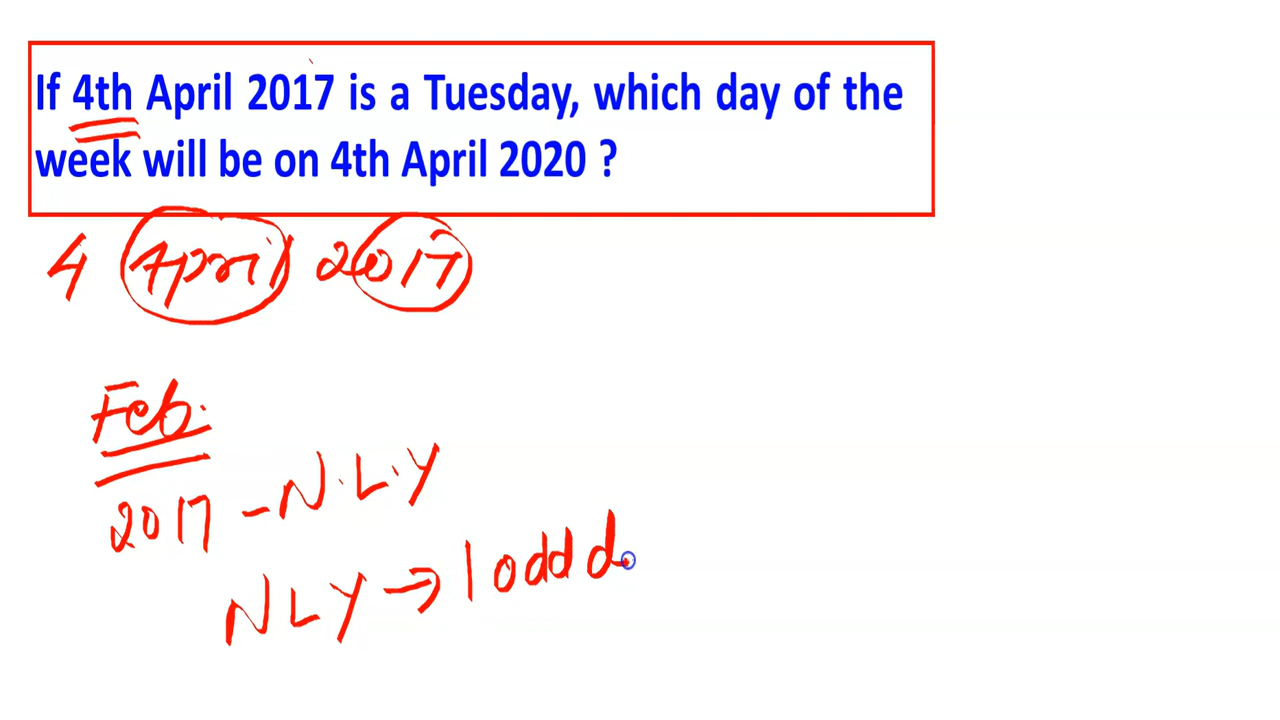 If 4th April 2017 is a Tuesday, which day of the
week will be on 4th April 2020 ?
4 April 2017
Feb.
2017 - N.L.Y
NLY → 1 odd d